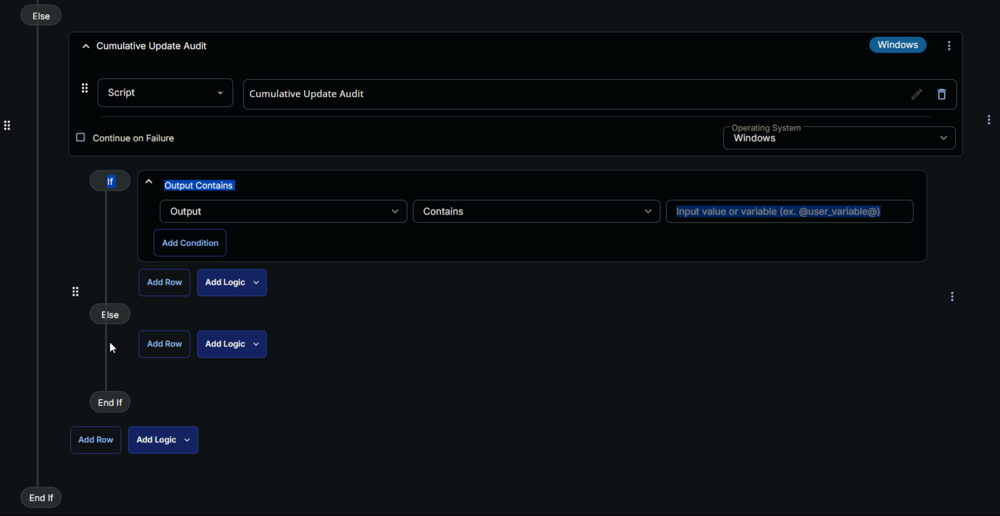 Else
Cumulative Update Audit
Windows
Script
Cumulative Update Audit
Continue on Failure
Operating System
Windows
If
Output Contains
Output
Contains
Input value or variable (ex. @user_variable@)
Add Condition
Add Row
Add Logic
Else
Add Row
Add Logic
End If
Add Row
Add Logic
End If